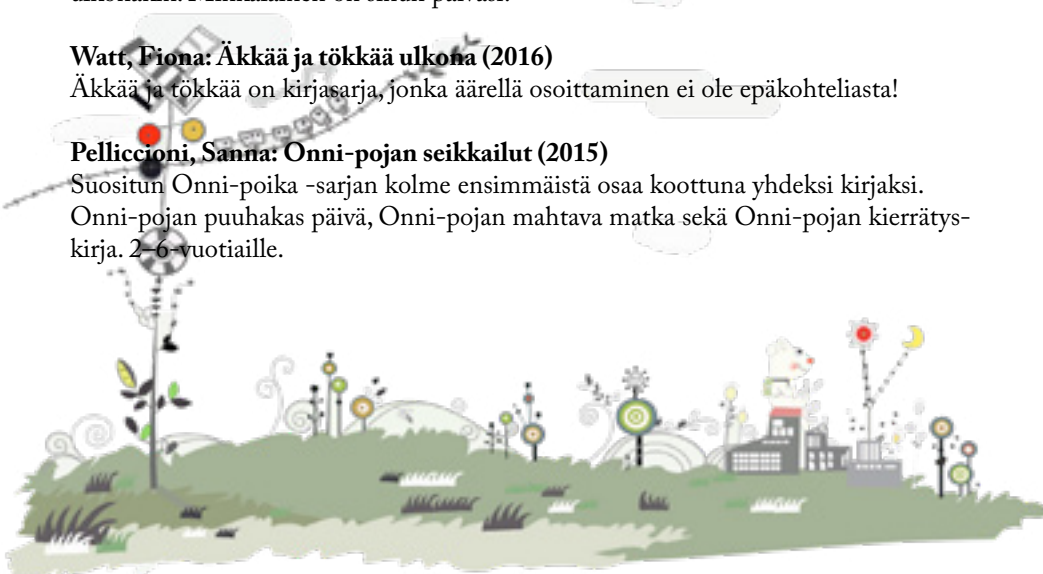 Watt, Fiona: Äkkää ja tökkää ulkona (2016)
Äkkää ja tökkää on kirjasarja, jonka äärellä osoittaminen ei ole epäkohteliasta!
Pelliccioni, Sanna: Onni-pojan seikkailut (2015)
Suositun Onni-poika -sarjan kolme ensimmäistä osaa koottuna yhdeksi kirjaksi.
Onni-pojan puuhakas päivä, Onni-pojan mahtava matka sekä Onni-pojan kierrätys-
kirja. 2–6-vuotiaille.